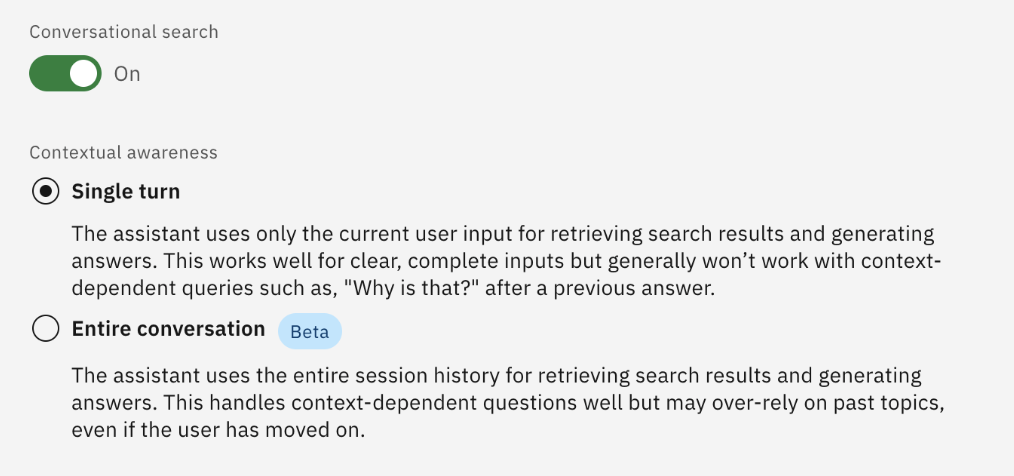 Conversational search
On
Contextual awareness
Single turn
The assistant uses only the current user input for retrieving search results and generating
answers. This works well for clear, complete inputs but generally won’t work with context-
dependent queries such as, "Why is that?" after a previous answer.
Entire conversation Beta
The assistant uses the entire session history for retrieving search results and generating
answers. This handles context-dependent questions well but may over-rely on past topics,
even if the user has moved on.